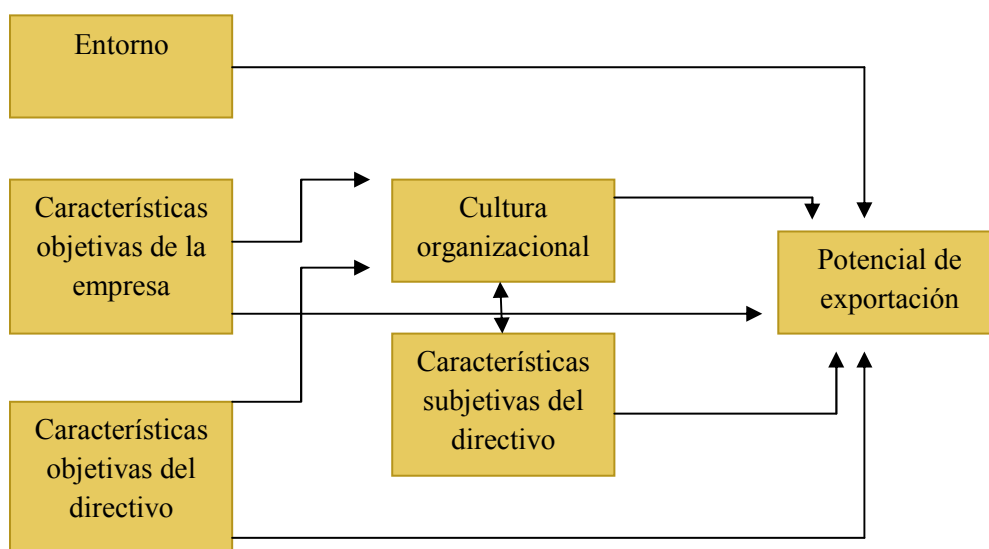 Entorno
Características
objetivas de la
empresa
Cultura
organizacional
Potencial de
exportación
Características
subjetivas del
directivo
Características
objetivas del
directivo